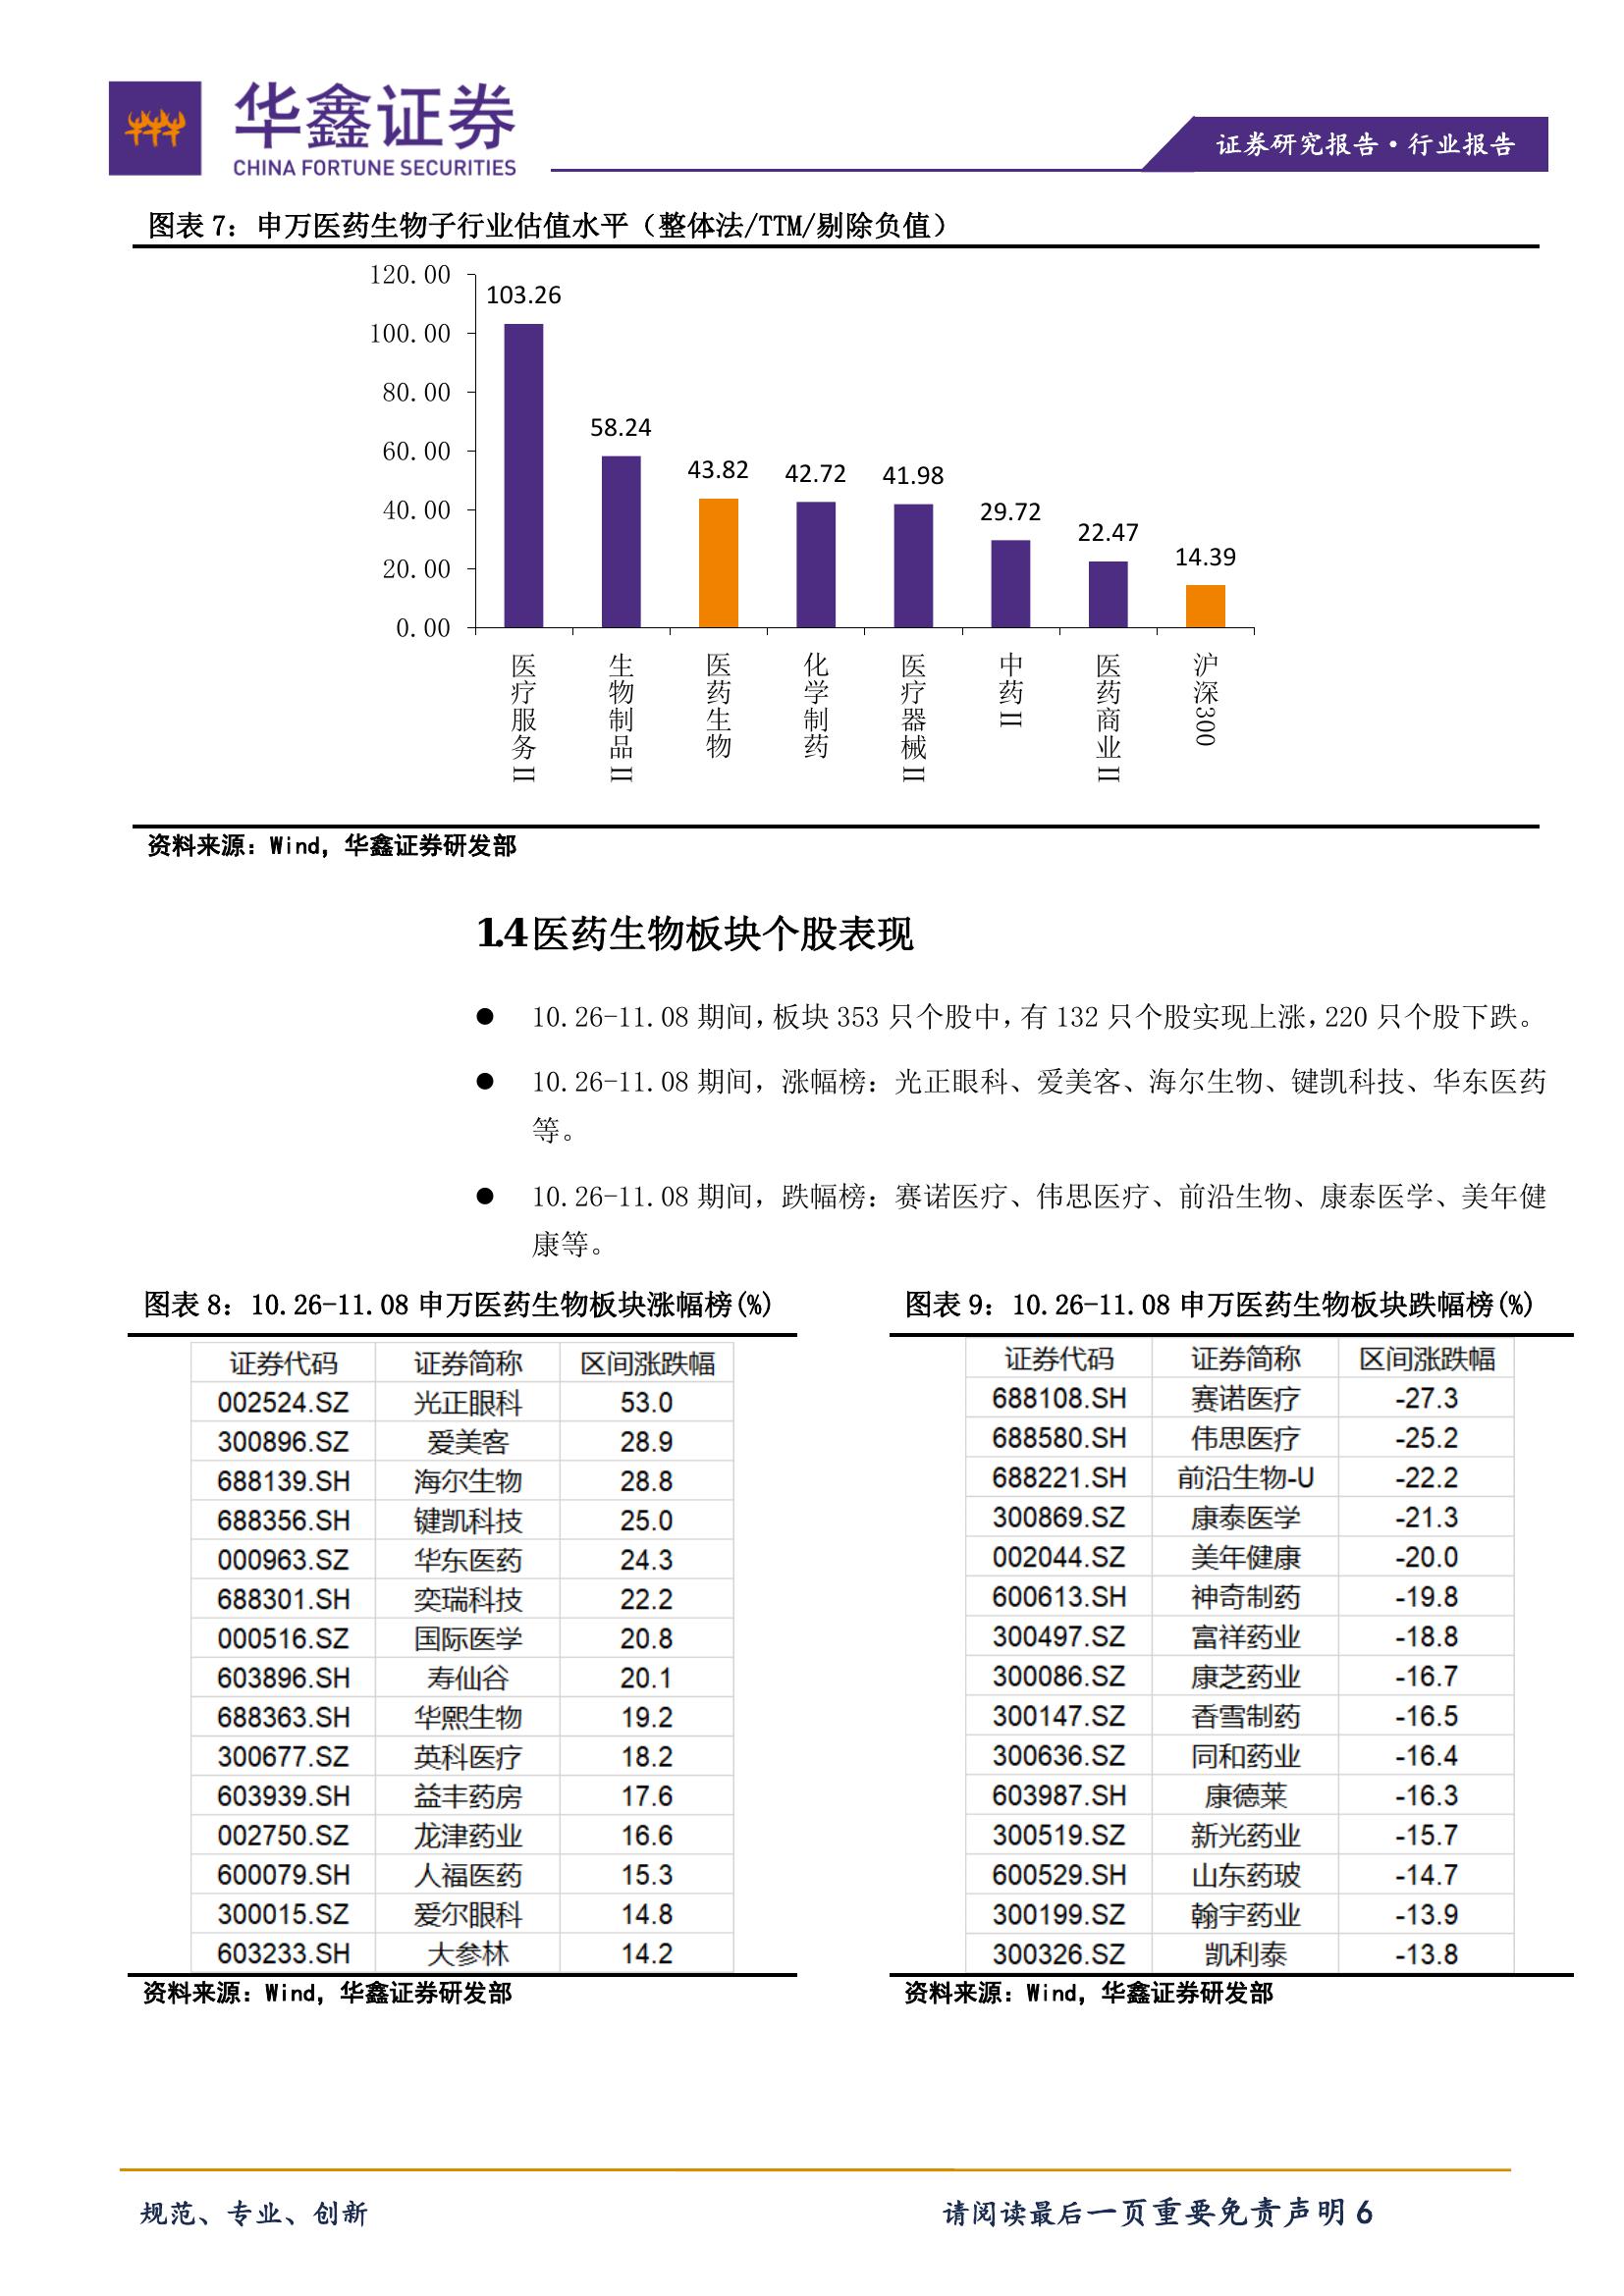 华鑫证券
CHINA FORTUNE SECURITIES
证券研究报告·行业报告
图表 7：申万医药生物子行业估值水平（整体法/TTM/剔除负值）
120.00
100.00
80.00
60.00
40.00
20.00
0.00
103.26
58.24
43.82
42.72
41.98
29.72
22.47
14.39
医疗服务Ⅱ
生物制品Ⅱ
医药生物
化学制药
医疗器械Ⅱ
中药Ⅱ
医药商业Ⅱ
沪深300
资料来源：Wind，华鑫证券研发部
1.4 医药生物板块个股表现
● 10.26-11.08 期间，板块 353 只个股中，有 132 只个股实现上涨，220 只个股下跌。
● 10.26-11.08 期间，涨幅榜：光正眼科、爱美客、海尔生物、键凯科技、华东医药
等。
● 10.26-11.08 期间，跌幅榜：赛诺医疗、伟思医疗、前沿生物、康泰医学、美年健
康等。
图表 8：10.26-11.08 申万医药生物板块涨幅榜(%)
证券代码 证券简称 区间涨跌幅
002524.SZ 光正眼科 53.0
300896.SZ 爱美客 28.9
688139.SH 海尔生物 28.8
688356.SH 键凯科技 25.0
000963.SZ 华东医药 24.3
688301.SH 奕瑞科技 22.2
000516.SZ 国际医学 20.8
603896.SH 寿仙谷 20.1
688363.SH 华熙生物 19.2
300677.SZ 英科医疗 18.2
603939.SH 益丰药房 17.6
002750.SZ 龙津药业 16.6
600079.SH 人福医药 15.3
300015.SZ 爱尔眼科 14.8
603233.SH 大参林 14.2
资料来源：Wind，华鑫证券研发部
图表 9：10.26-11.08 申万医药生物板块跌幅榜(%)
证券代码 证券简称 区间涨跌幅
688108.SH 赛诺医疗 -27.3
688580.SH 伟思医疗 -25.2
688221.SH 前沿生物-U -22.2
300869.SZ 康泰医学 -21.3
002044.SZ 美年健康 -20.0
600613.SH 神奇制药 -19.8
300497.SZ 富祥药业 -18.8
300086.SZ 康芝药业 -16.7
300147.SZ 香雪制药 -16.5
300636.SZ 同和药业 -16.4
603987.SH 康德莱 -16.3
300519.SZ 新光药业 -15.7
600529.SH 山东药玻 -14.7
300199.SZ 翰宇药业 -13.9
300326.SZ 凯利泰 -13.8
资料来源：Wind，华鑫证券研发部
规范、专业、创新
请阅读最后一页重要免责声明 6